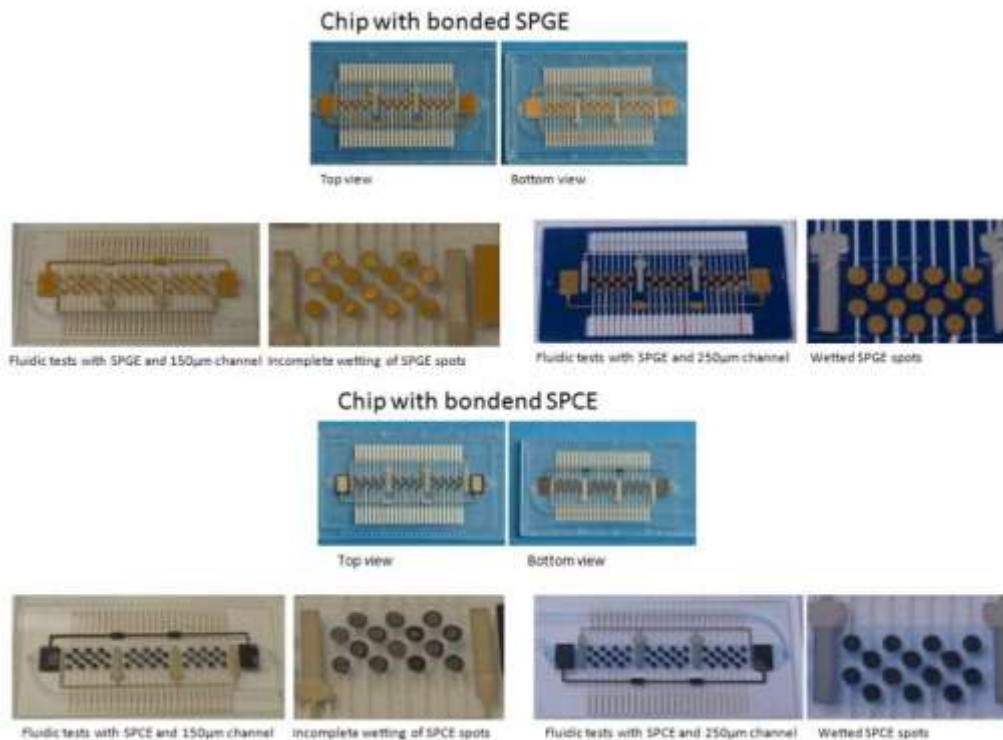 Chip with bonded SPGE
Top view
Bottom view
Fluidic tests with SPGE and 150µm channel
Incomplete wetting of SPGE spots
Fluidic tests with SPGE and 250µm channel
Wetted SPGE spots
Chip with bondend SPCE
Top view
Bottom view
Fluidic tests with SPCE and 150µm channel
Incomplete wetting of SPCE spots
Fluidic tests with SPCE and 250µm channel
Wetted SPCE spots